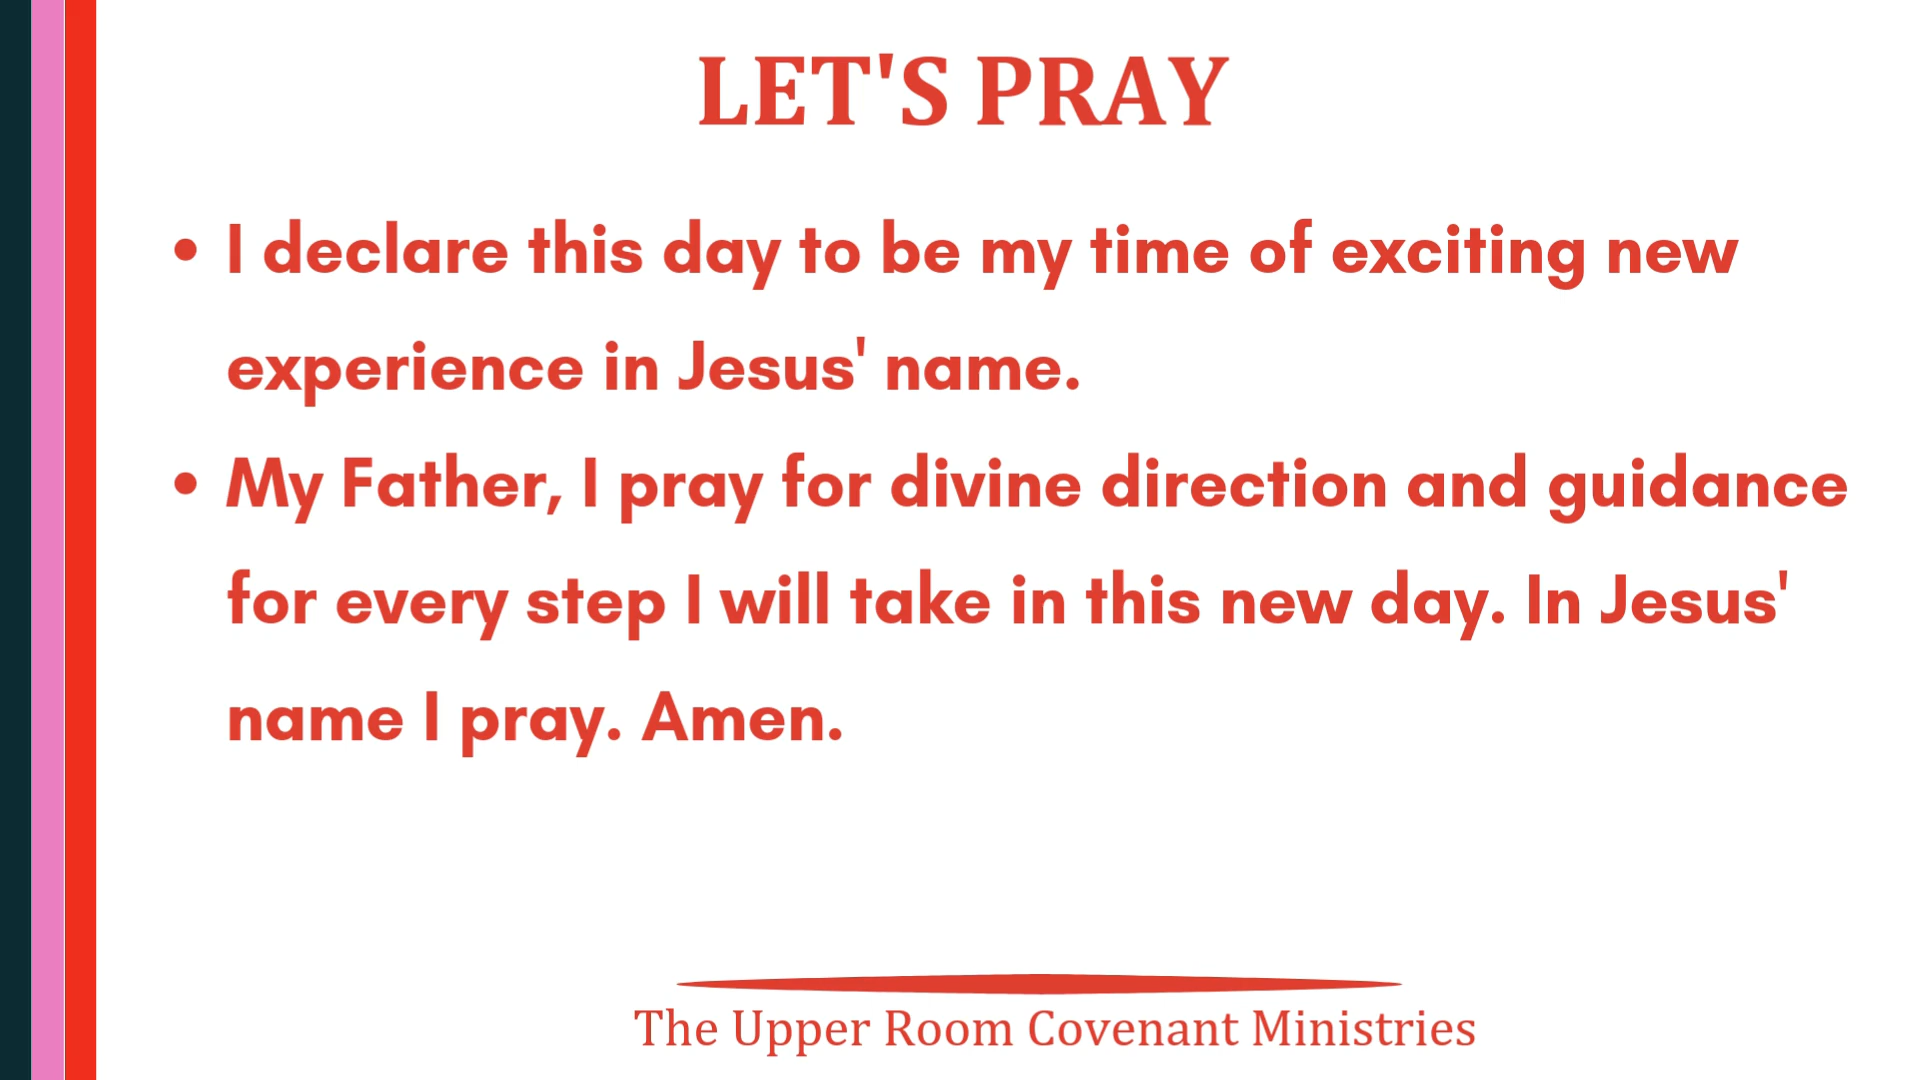 LET'S PRAY
• I declare this day to be my time of exciting new
experience in Jesus' name.
• My Father, I pray for divine direction and guidance
for every step I will take in this new day. In Jesus'
name I pray. Amen.
The Upper Room Covenant Ministries